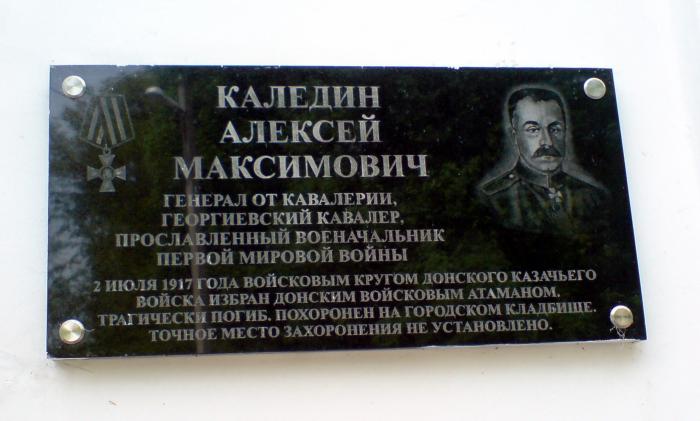 КАЛЕДИН
АЛЕКСЕЙ
МАКСИМОВИЧ
ГЕНЕРАЛ ОТ КАВАЛЕРИИ,
ГЕОРГИЕВСКИЙ КАВАЛЕР,
ПРОСЛАВЛЕННЫЙ ВОЕНАЧАЛЬНИК
ПЕРВОЙ МИРОВОЙ ВОЙНЫ
2 ИЮЛЯ 1917 ГОДА ВОЙСКОВЫМ КРУГОМ ДОНСКОГО КАЗАЧЬЕГО
ВОЙСКА ИЗБРАН ДОНСКИМ ВОЙСКОВЫМ АТАМАНОМ.
ТРАГИЧЕСКИ ПОГИБ. ПОХОРОНЕН НА ГОРОДСКОМ КЛАДБИЩЕ.
ТОЧНОЕ МЕСТО ЗАХОРОНЕНИЯ НЕ УСТАНОВЛЕНО.